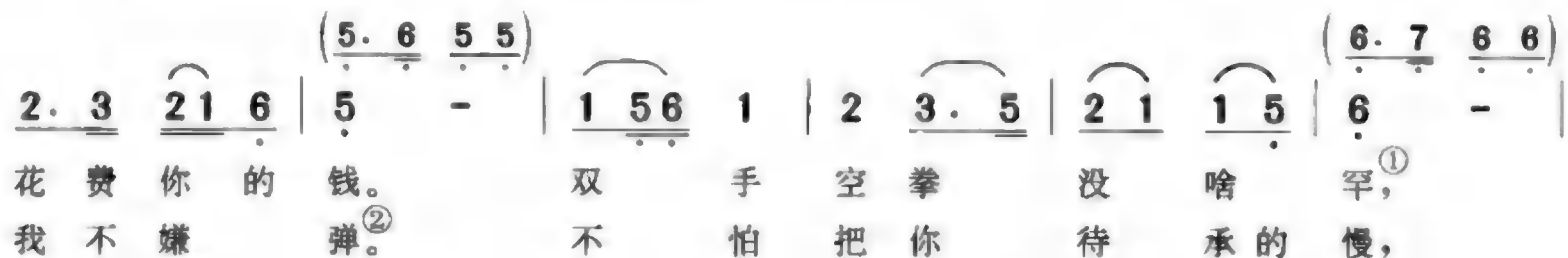 (5. 6 5 5) (6. 7 6 6)
2. 3 21 6 | 5 - | 1 56 1 | 2 3. 5 | 2 1 1 5 | 6 - |
花 费 你 的 钱。 双 手 空 拳 没 啥 罕,①
我 不 嫌 弹。② 不 怕 把 你 待 承 的 慢,